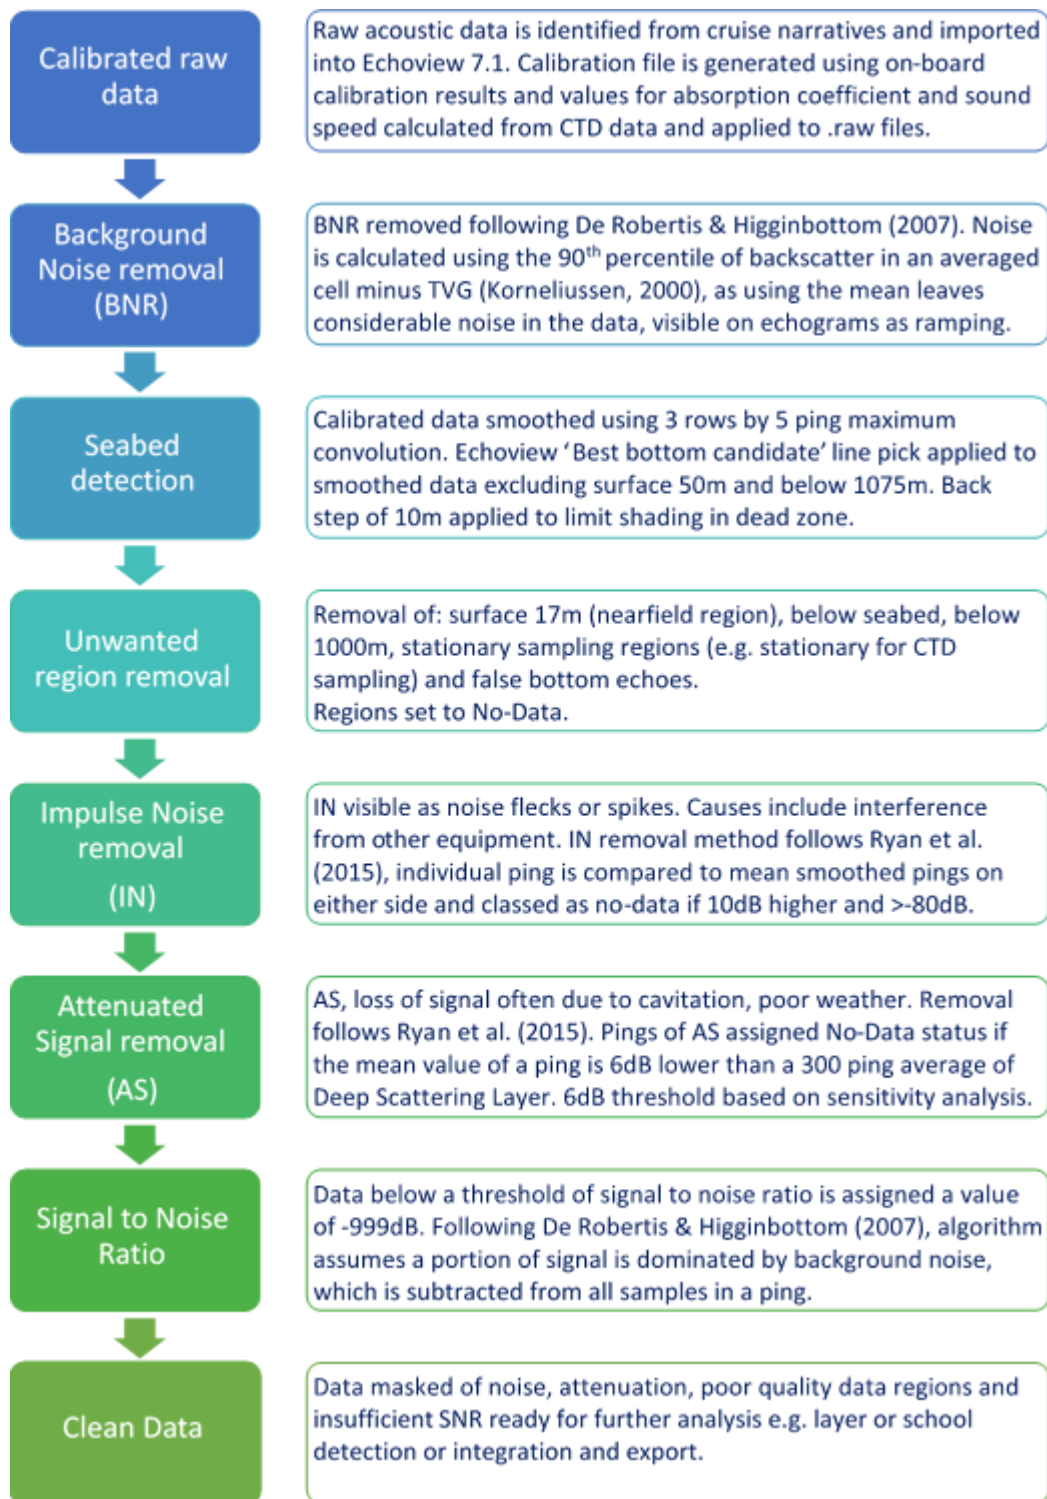 Calibrated raw
data
Raw acoustic data is identified from cruise narratives and imported
into Echoview 7.1. Calibration file is generated using on-board
calibration results and values for absorption coefficient and sound
speed calculated from CTD data and applied to .raw files.
Background
Noise removal
(BNR)
BNR removed following De Robertis & Higginbottom (2007). Noise
is calculated using the 90th percentile of backscatter in an averaged
cell minus TVG (Korneliussen, 2000), as using the mean leaves
considerable noise in the data, visible on echograms as ramping.
Seabed
detection
Calibrated data smoothed using 3 rows by 5 ping maximum
convolution. Echoview ‘Best bottom candidate’ line pick applied to
smoothed data excluding surface 50m and below 1075m. Back
step of 10m applied to limit shading in dead zone.
Unwanted
region removal
Removal of: surface 17m (nearfield region), below seabed, below
1000m, stationary sampling regions (e.g. stationary for CTD
sampling) and false bottom echoes.
Regions set to No-Data.
Impulse Noise
removal
(IN)
IN visible as noise flecks or spikes. Causes include interference
from other equipment. IN removal method follows Ryan et al.
(2015), individual ping is compared to mean smoothed pings on
either side and classed as no-data if 10dB higher and >-80dB.
Attenuated
Signal removal
(AS)
AS, loss of signal often due to cavitation, poor weather. Removal
follows Ryan et al. (2015). Pings of AS assigned No-Data status if
the mean value of a ping is 6dB lower than a 300 ping average of
Deep Scattering Layer. 6dB threshold based on sensitivity analysis.
Signal to Noise
Ratio
Data below a threshold of signal to noise ratio is assigned a value
of -999dB. Following De Robertis & Higginbottom (2007), algorithm
assumes a portion of signal is dominated by background noise,
which is subtracted from all samples in a ping.
Clean Data
Data masked of noise, attenuation, poor quality data regions and
insufficient SNR ready for further analysis e.g. layer or school
detection or integration and export.